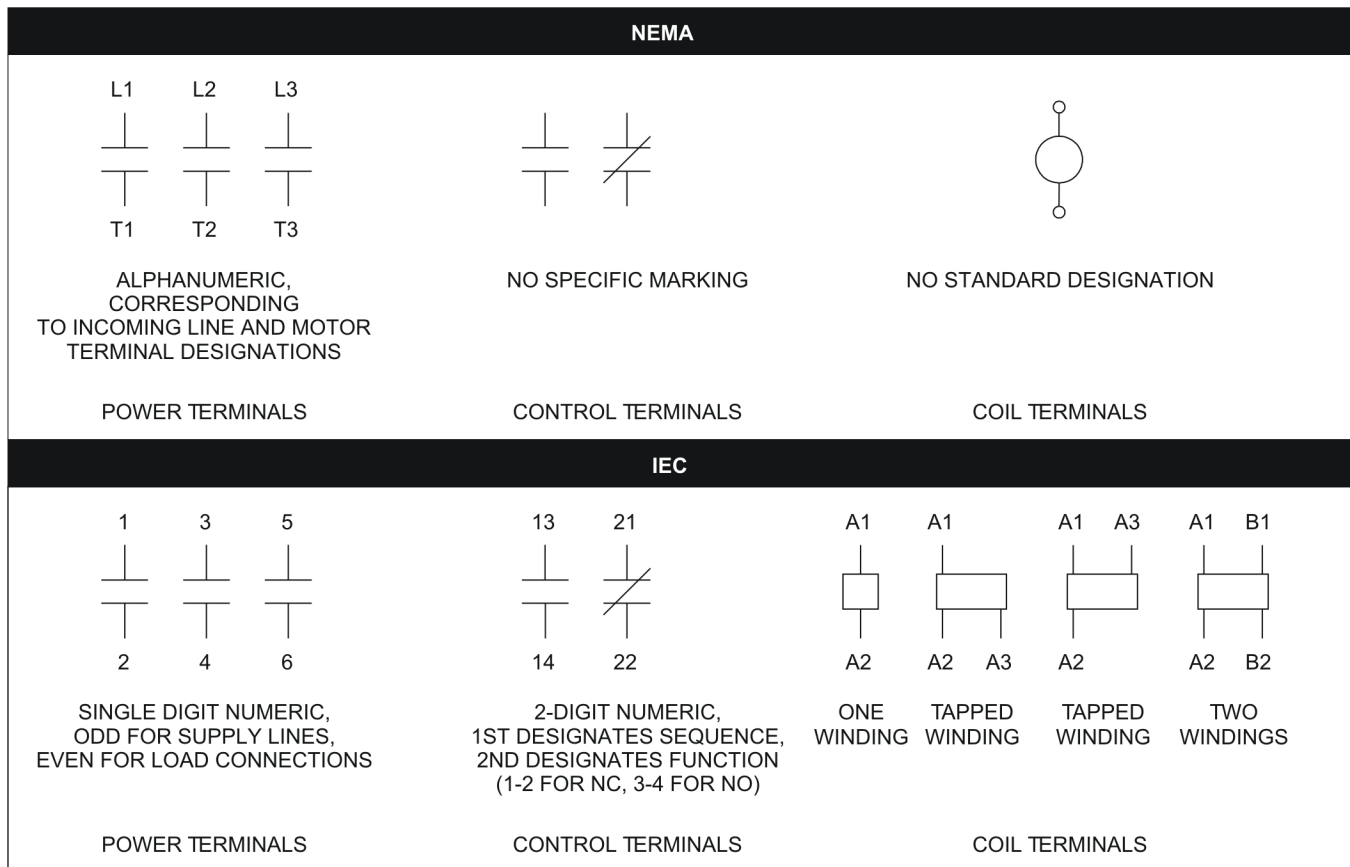 NEMA
L1 L2 L3
T1 T2 T3
ALPHANUMERIC,
CORRESPONDING
TO INCOMING LINE AND MOTOR
TERMINAL DESIGNATIONS
NO SPECIFIC MARKING
NO STANDARD DESIGNATION
POWER TERMINALS
CONTROL TERMINALS
COIL TERMINALS
IEC
1 3 5
2 4 6
SINGLE DIGIT NUMERIC,
ODD FOR SUPPLY LINES,
EVEN FOR LOAD CONNECTIONS
13 21
14 22
2-DIGIT NUMERIC,
1ST DESIGNATES SEQUENCE,
2ND DESIGNATES FUNCTION
(1-2 FOR NC, 3-4 FOR NO)
A1 A1 A1 A3 A1 B1
A2 A2 A3 A2 A2 B2
ONE
WINDING
TAPPED
WINDING
TAPPED
WINDING
TWO
WINDINGS
POWER TERMINALS
CONTROL TERMINALS
COIL TERMINALS